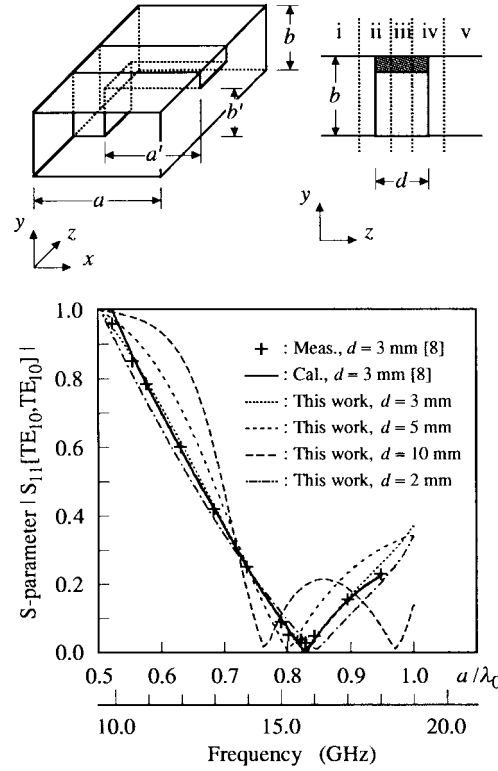 b
b'
a'
a
y
z
x
i ii iii iv v
b
d
y
z
S-parameter | S11[TE10,TE10] |
1.0
0.8
0.6
0.4
0.2
0.0
+ : Meas., d = 3 mm [8]
: Cal., d = 3 mm [8]
: This work, d = 3 mm
: This work, d = 5 mm
: This work, d = 10 mm
: This work, d = 2 mm
0.5 0.6 0.7 0.8 0.9 1.0 a/λ0
10.0 15.0 20.0
Frequency (GHz)